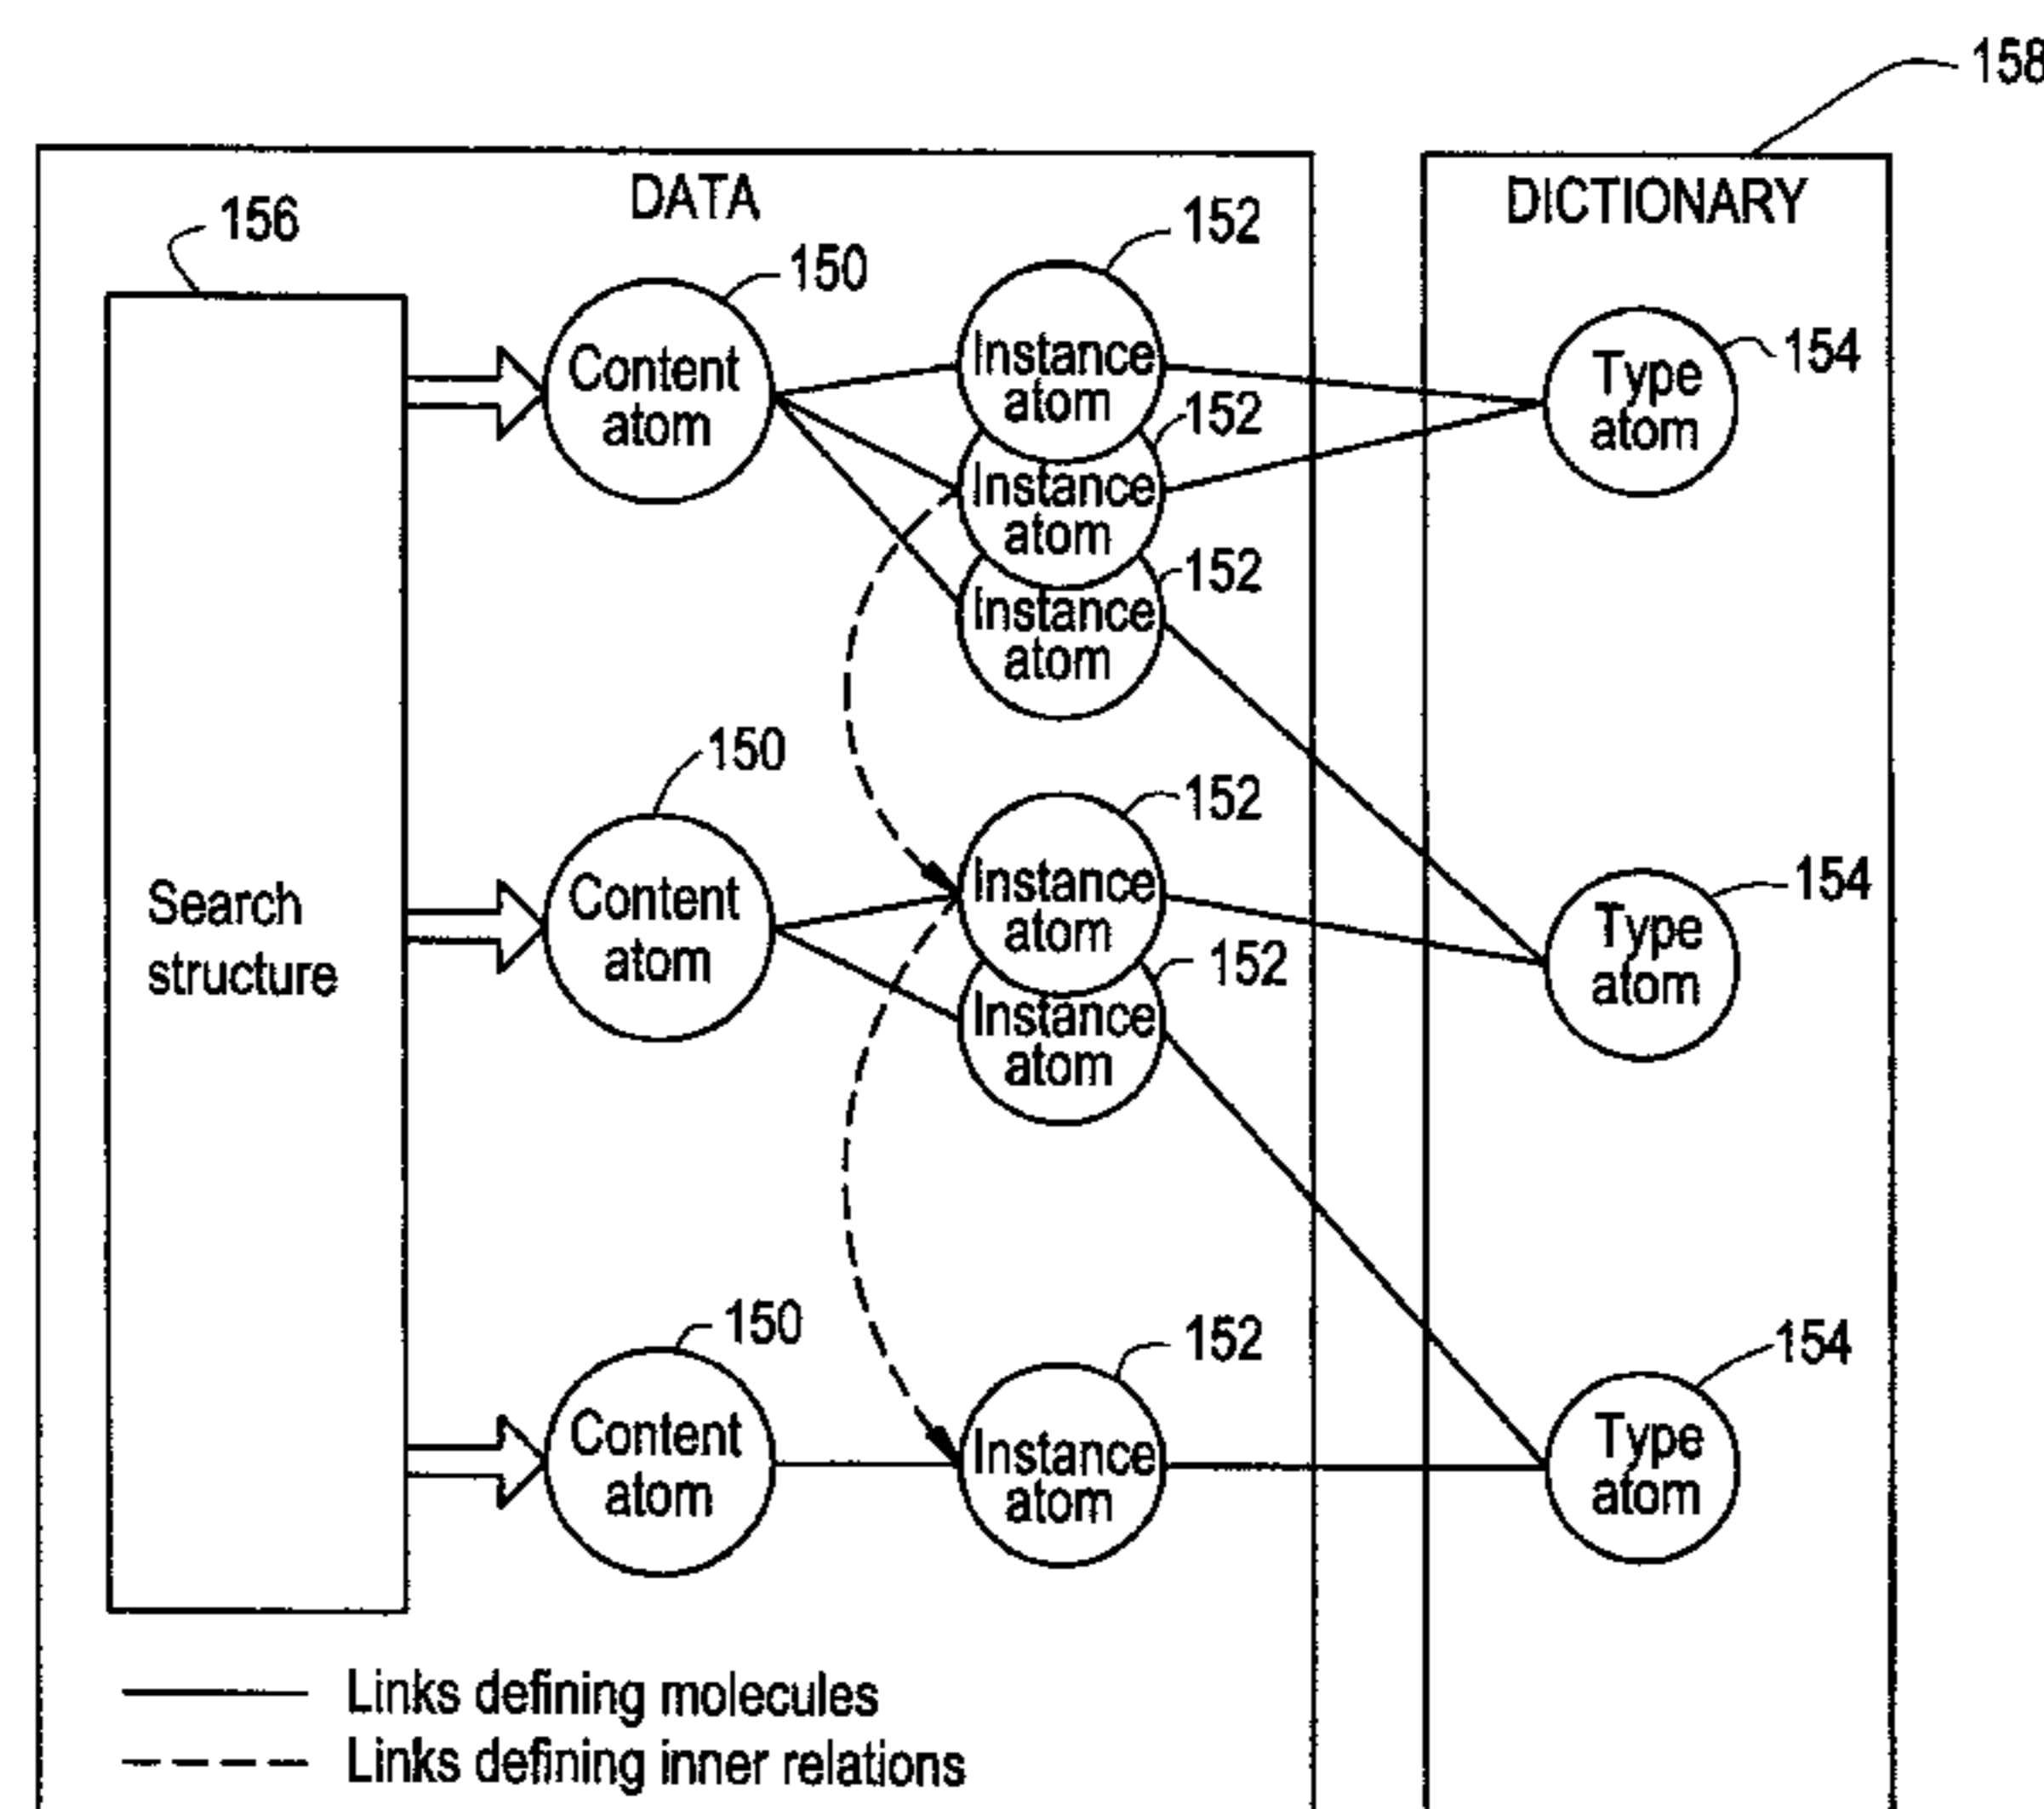 158
DATA
DICTIONARY
156
152
150
Content
atom
Instance
atom
154
Type
atom
152
Instance
atom
152
Instance
atom
150
152
154
Search
structure
Content
atom
Instance
atom
Type
atom
152
Instance
atom
150
152
154
Content
atom
Instance
atom
Type
atom
Links defining molecules
Links defining inner relations